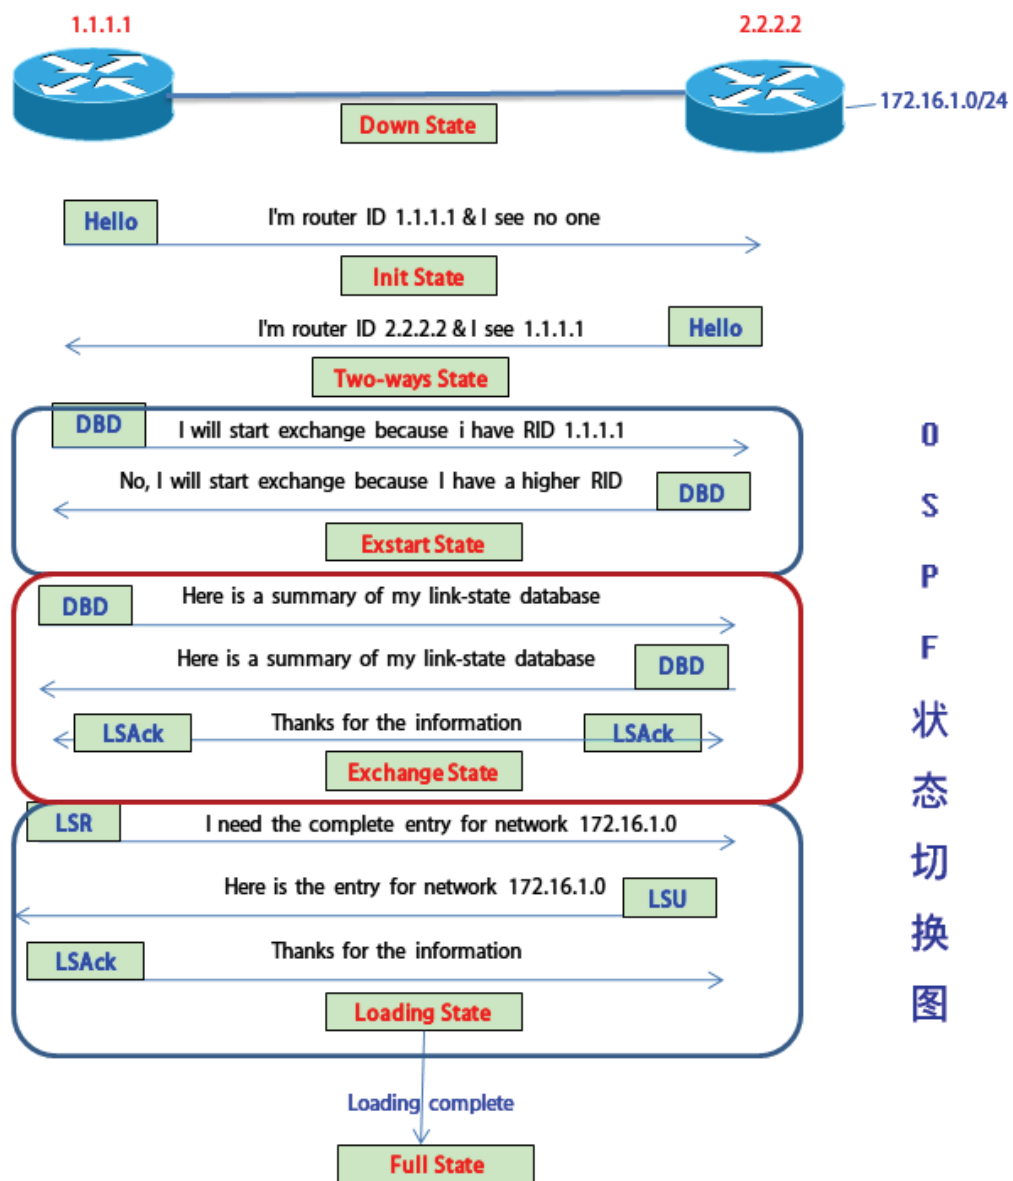 1.1.1.1
2.2.2.2
172.16.1.0/24
Down State
Hello
I'm router ID 1.1.1.1 & I see no one
Init State
I'm router ID 2.2.2.2 & I see 1.1.1.1
Hello
Two-ways State
DBD
I will start exchange because i have RID 1.1.1.1
No, I will start exchange because I have a higher RID
DBD
Exstart State
DBD
Here is a summary of my link-state database
Here is a summary of my link-state database
DBD
LSAck
Thanks for the information
LSAck
Exchange State
LSR
I need the complete entry for network 172.16.1.0
Here is the entry for network 172.16.1.0
LSU
LSAck
Thanks for the information
Loading State
Loading complete
Full State
OSPF状态切换图